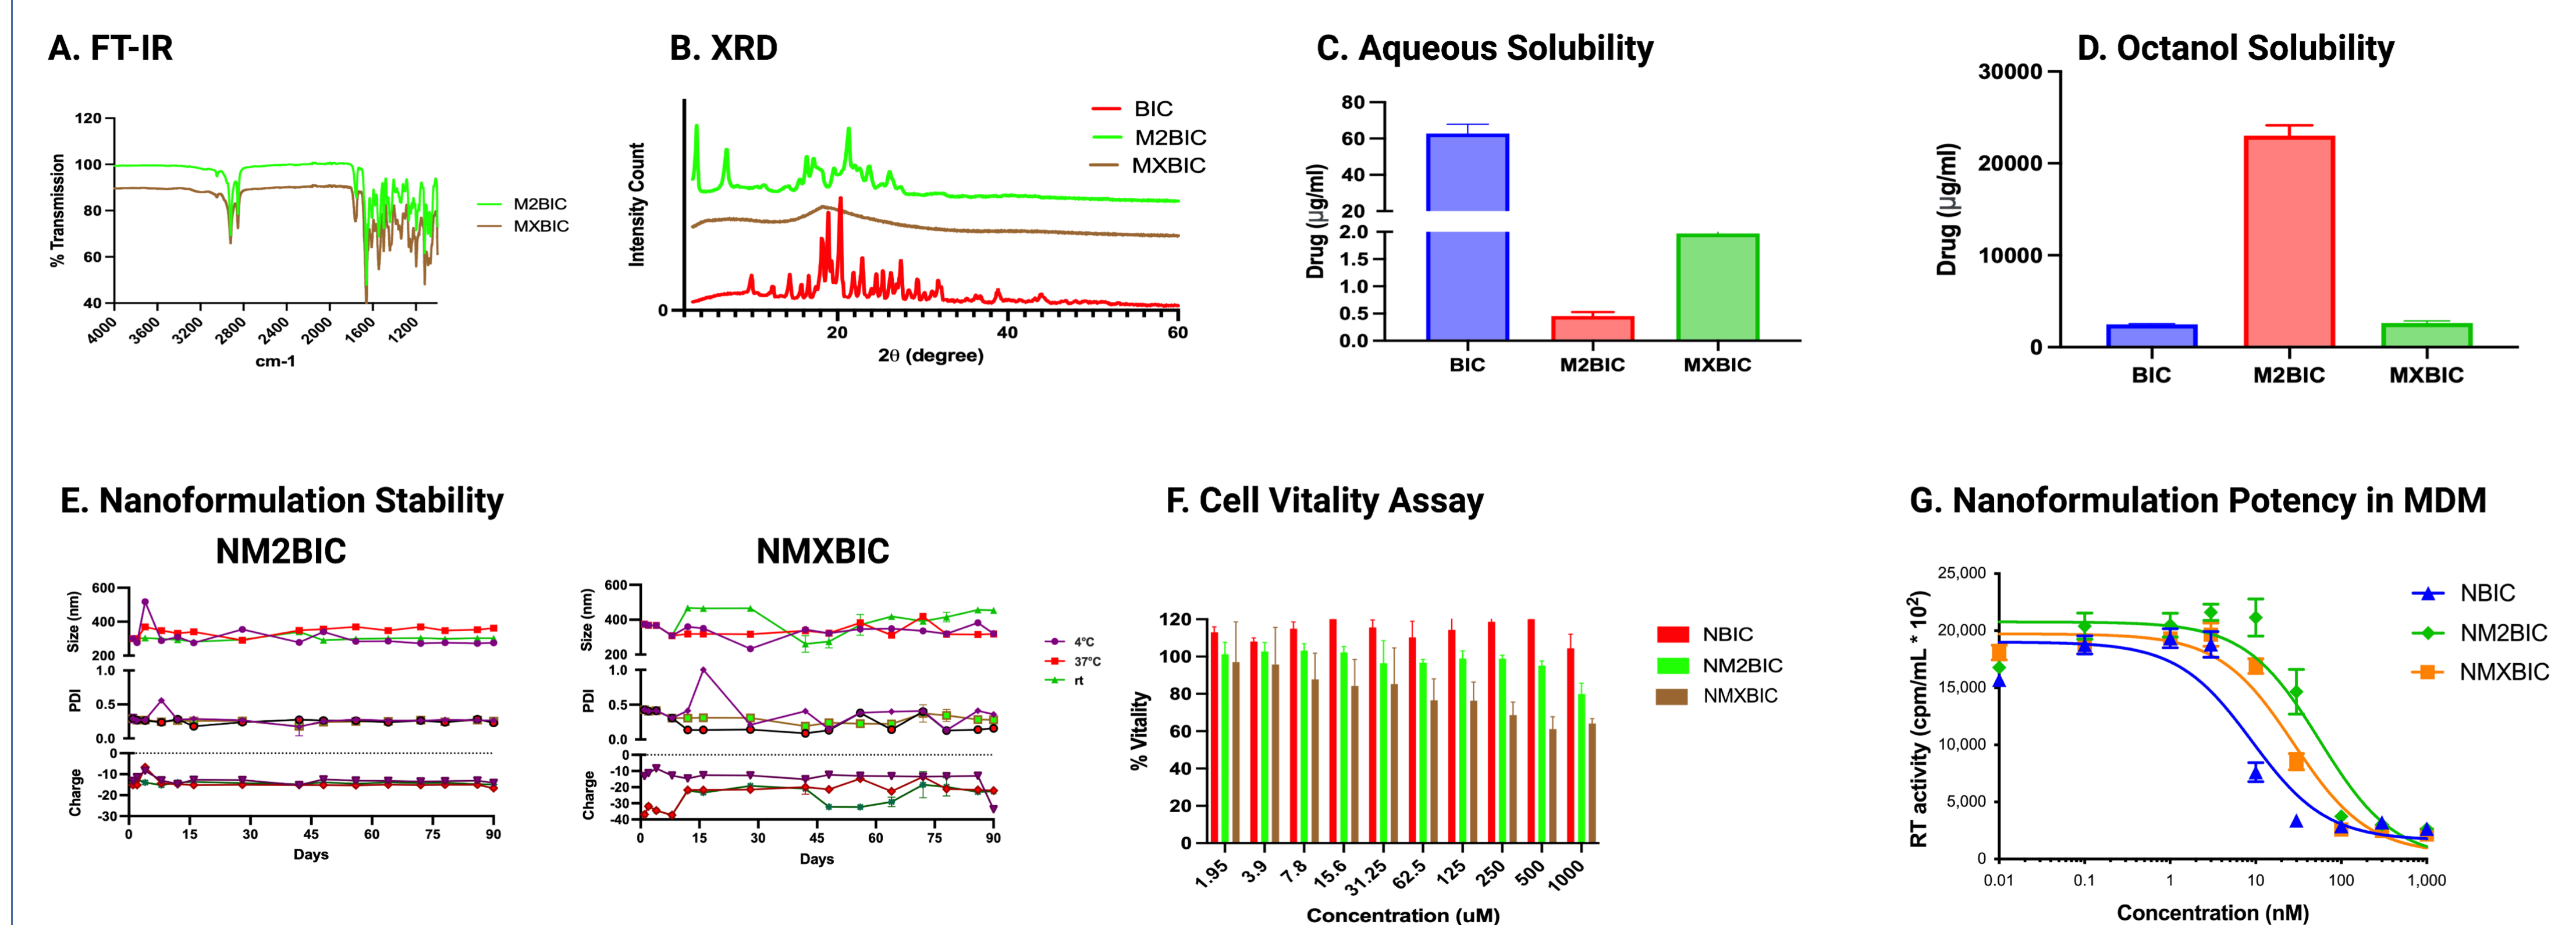 A. FT-IR
120
100
80
60
40
% Transmission
4000 3600 3200 2800 2400 2000 1600 1200
cm-1
M2BIC
MXBIC
B. XRD
Intensity Count
0
20 40 60
2θ (degree)
BIC
M2BIC
MXBIC
C. Aqueous Solubility
Drug (µg/ml)
80
60
40
20
2.0
1.5
1.0
0.5
0.0
BIC M2BIC MXBIC
D. Octanol Solubility
Drug (µg/ml)
30000
20000
10000
0
BIC M2BIC MXBIC
E. Nanoformulation Stability
NM2BIC
Size (nm)
600
400
200
PDI
1.0
0.5
0.0
Charge
0
-10
-20
-30
0 15 30 45 60 75 90
Days
NMXBIC
Size (nm)
600
400
200
PDI
1.0
0.5
0.0
Charge
0
-10
-20
-30
-40
0 15 30 45 60 75 90
Days
4°C
37°C
rt
F. Cell Vitality Assay
% Vitality
120
100
80
60
40
20
0
1.95 3.9 7.8 15.6 31.25 62.5 125 250 500 1000
Concentration (uM)
NBIC
NM2BIC
NMXBIC
G. Nanoformulation Potency in MDM
RT activity (cpm/mL * 10²)
25,000
20,000
15,000
10,000
5,000
0
0.01 0.1 1 10 100 1,000
Concentration (nM)
NBIC
NM2BIC
NMXBIC